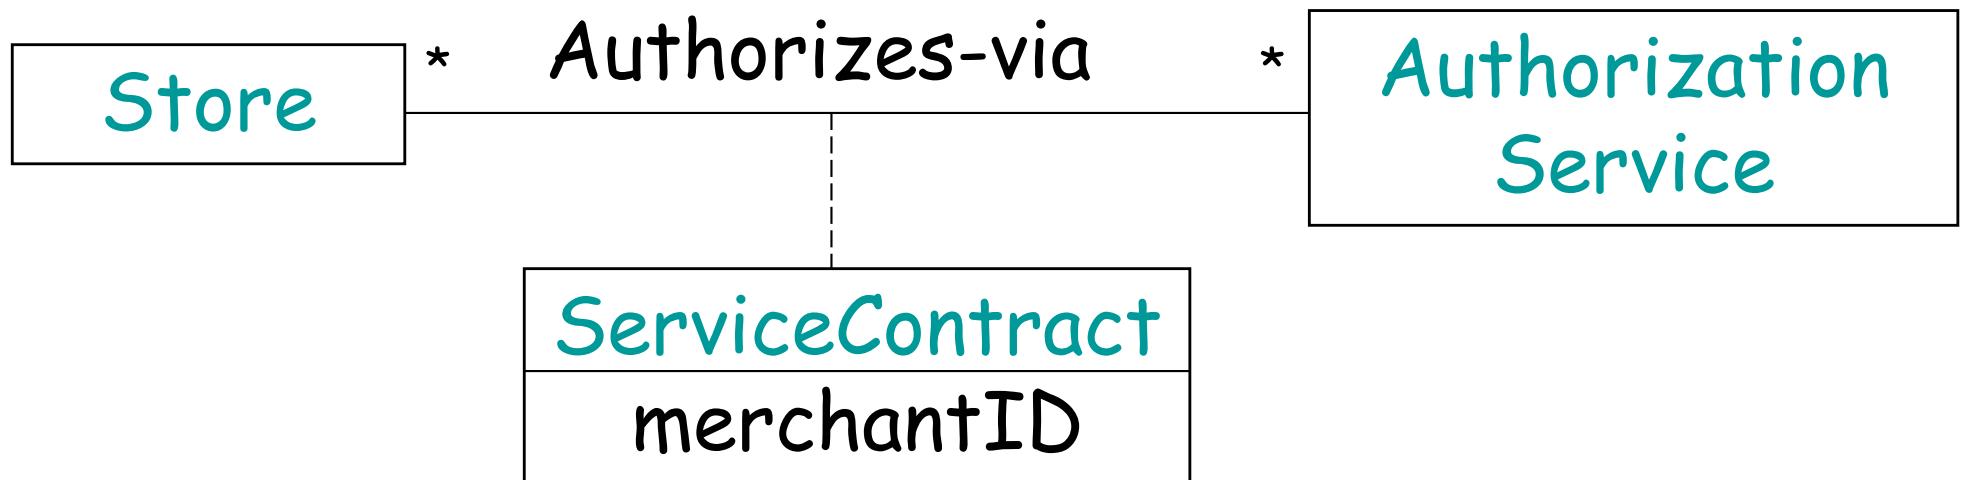 Store
* Authorizes-via *
Authorization
Service
ServiceContract
merchantID